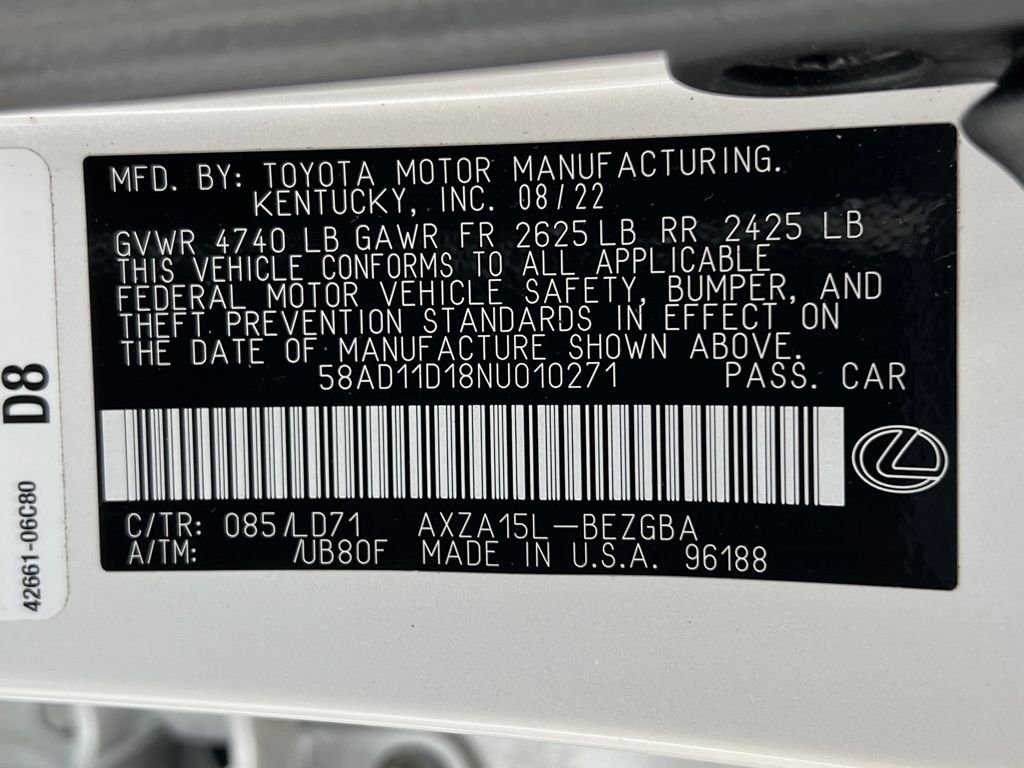 MFD. BY: TOYOTA MOTOR MANUFACTURING.
KENTUCKY, INC. 08/22
GVWR 4740 LB GAWR FR 2625 LB RR 2425 LB
THIS VEHICLE CONFORMS TO ALL APPLICABLE
FEDERAL MOTOR VEHICLE SAFETY, BUMPER, AND
THEFT PREVENTION STANDARDS IN EFFECT ON
THE DATE OF MANUFACTURE SHOWN ABOVE.
58AD11D18NU010271 PASS. CAR
C/TR: 085/LD71 AXZA15L-BEZGBA
A/TM: /UB80F MADE IN U.S.A. 96188
D8
42661-06C80